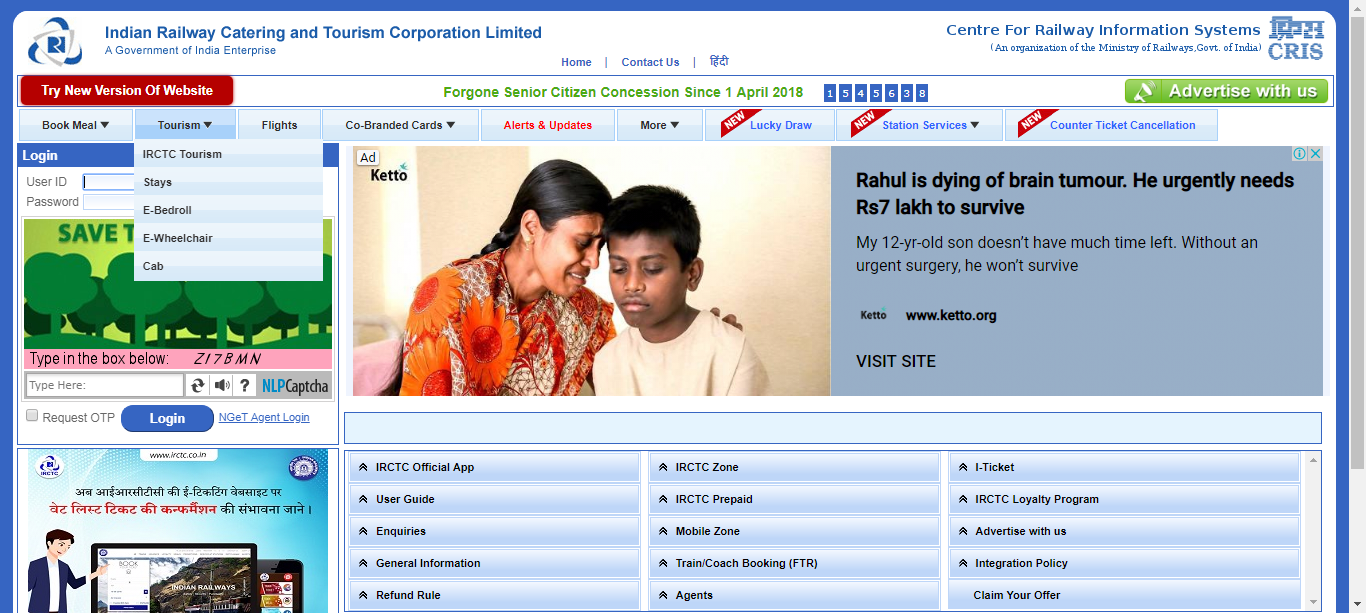 Indian Railway Catering and Tourism Corporation Limited
A Government of India Enterprise
Centre For Railway Information Systems
(An organization of the Ministry of Railways,Govt. of India)
CRIS
Home | Contact Us | हिंदी
Try New Version Of Website
Forgone Senior Citizen Concession Since 1 April 2018 1 5 4 5 6 3 8
Advertise with us
Book Meal Tourism Flights Co-Branded Cards Alerts & Updates More NEW Lucky Draw NEW Station Services NEW Counter Ticket Cancellation
IRCTC Tourism
Stays
E-Bedroll
E-Wheelchair
Cab
Login
User ID
Password
SAVE T
Type in the box below: Z17BMN
Type Here:
? NLPCaptcha
Request OTP Login NGeT Agent Login
Ad
Ketto
Rahul is dying of brain tumour. He urgently needs
Rs7 lakh to survive
My 12-yr-old son doesn't have much time left. Without an
urgent surgery, he won't survive
Ketto www.ketto.org
VISIT SITE
www.irctc.co.in
IRCTC
अब आईआरसीटीसी की ई-टिकटिंग वेबसाइट पर
वेट लिस्ट टिकट की कन्फर्मेशन की संभावना जाने।
BOOK
INDIAN RAILWAYS
IRCTC Official App
IRCTC Zone
I-Ticket
User Guide
IRCTC Prepaid
IRCTC Loyalty Program
Enquiries
Mobile Zone
Advertise with us
General Information
Train/Coach Booking (FTR)
Integration Policy
Refund Rule
Agents
Claim Your Offer